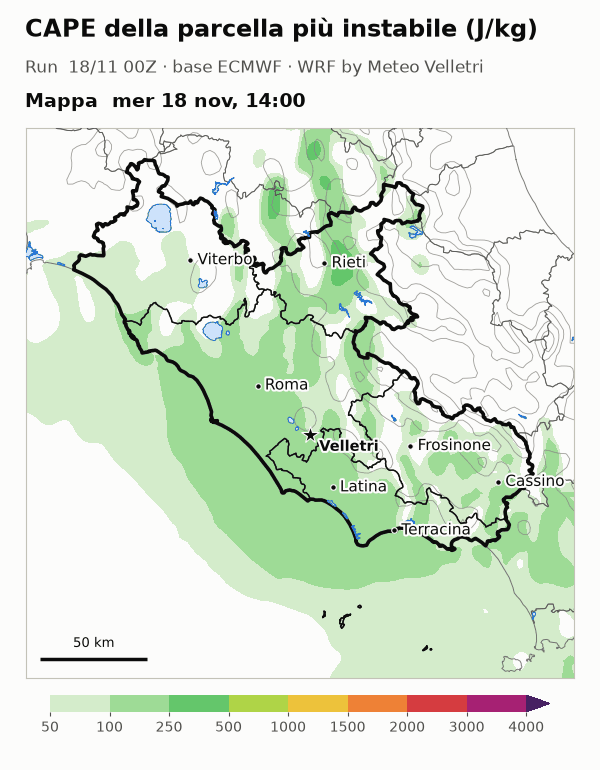 CAPE della parcella più instabile (J/kg)
Run 18/11 00Z · base ECMWF · WRF by Meteo Velletri
Mappa mer 18 nov, 14:00
Viterbo
Rieti
Roma
Velletri
Frosinone
Latina
Cassino
Terracina
50 km
50 100 250 500 1000 1500 2000 3000 4000